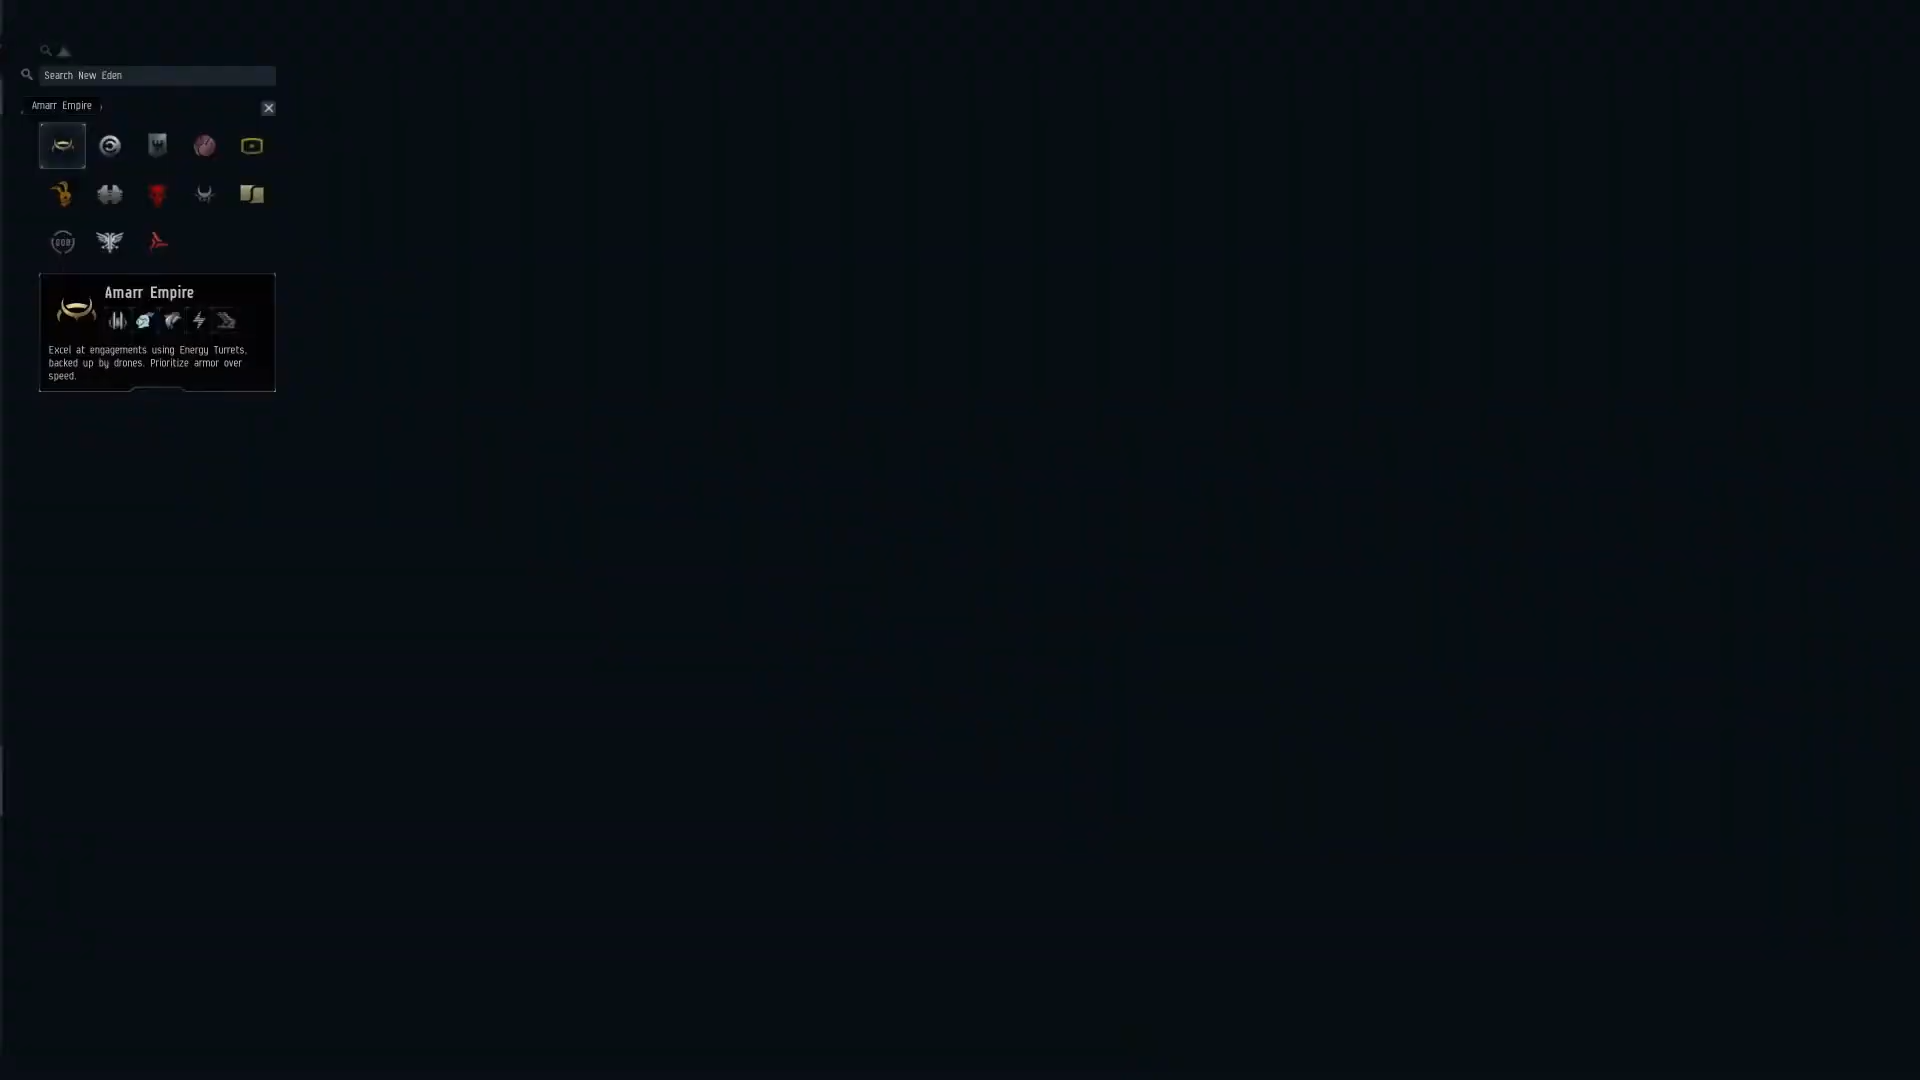 Search New Eden
Amarr Empire
Amarr Empire
Excel at engagements using Energy Turrets,
backed up by drones. Prioritize armor over
speed.